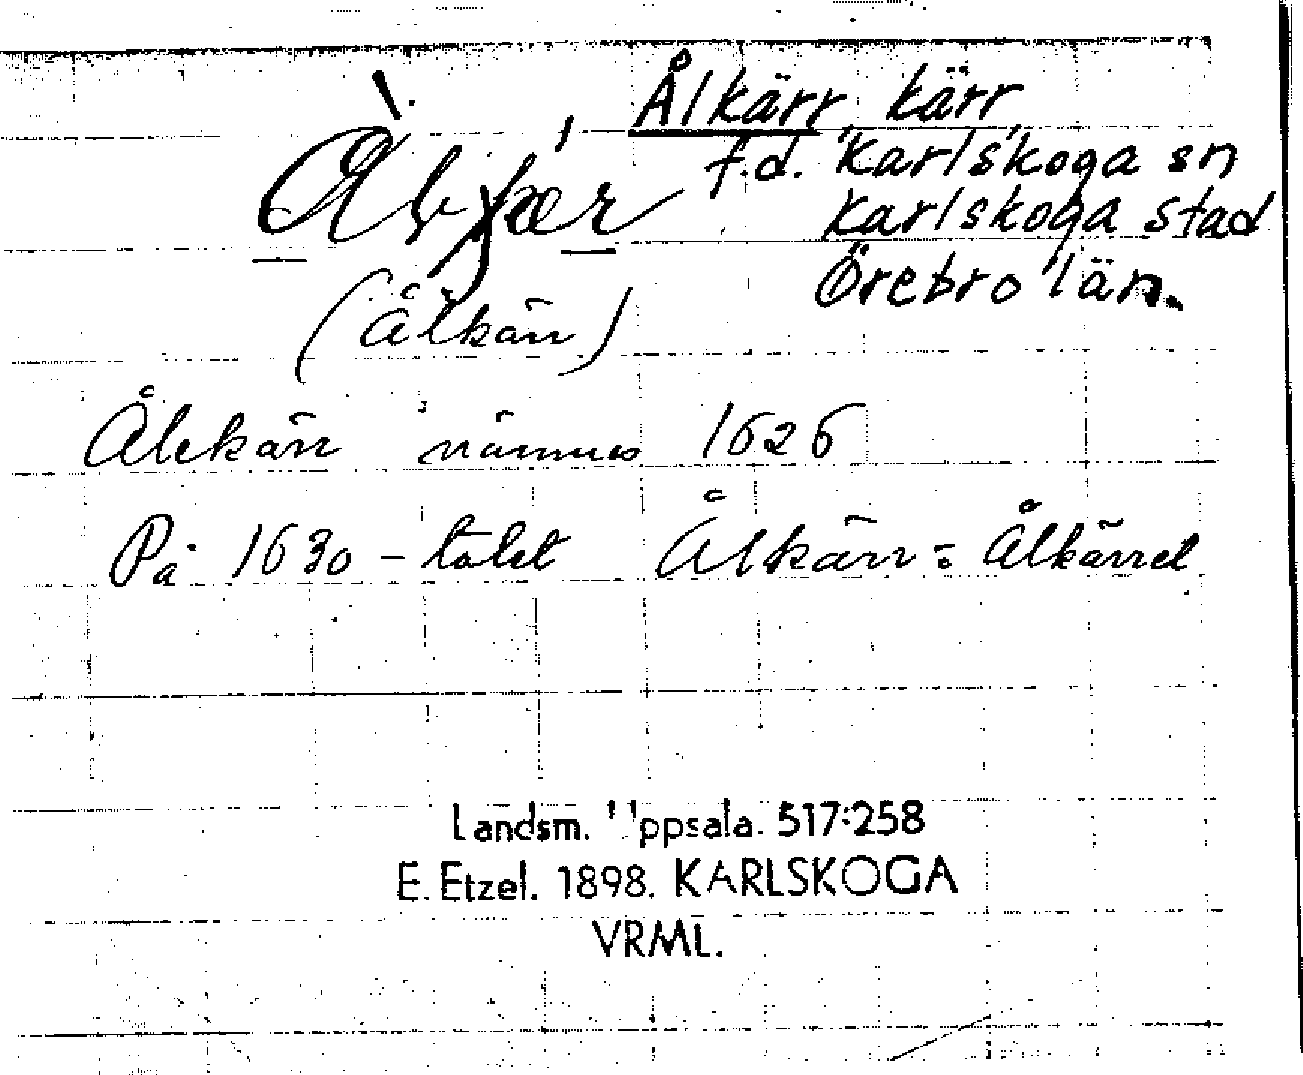 Ålkärr, kärr,
f.d. Karlskoga sn
Karlskoga stad
Örebro län.
(Ålkärr)
Ålekärr nämnes 1626
På 1630-talet Ålkärr = Ålkärret
Landsm. Uppsala. 517:258
E. Etzel. 1898. KARLSKOGA
VRML.